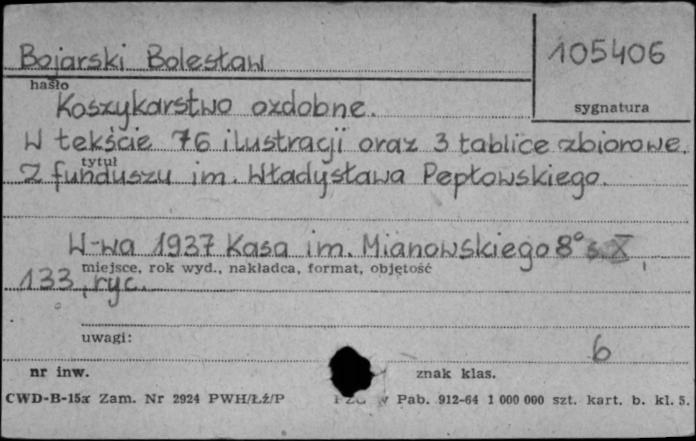 Bojarski Bolesław
105406
hasło
Koszykarstwo ozdobne.
sygnatura
W tekście 76 ilustracji oraz 3 tablice zbiorowe.
tytuł
Z funduszu im. Władysława Pepłowskiego.
W-wa 1937 Kasa im. Mianowskiego 8° s. X,
miejsce, rok wyd., nakładca, format, objętość
133, ryc.
uwagi:
6
nr inw.
znak klas.
CWD-B-15x Zam. Nr 2924 PWH/Łź/P
Pab. 912-64 1 000 000 szt. kart. b. kl. 5.